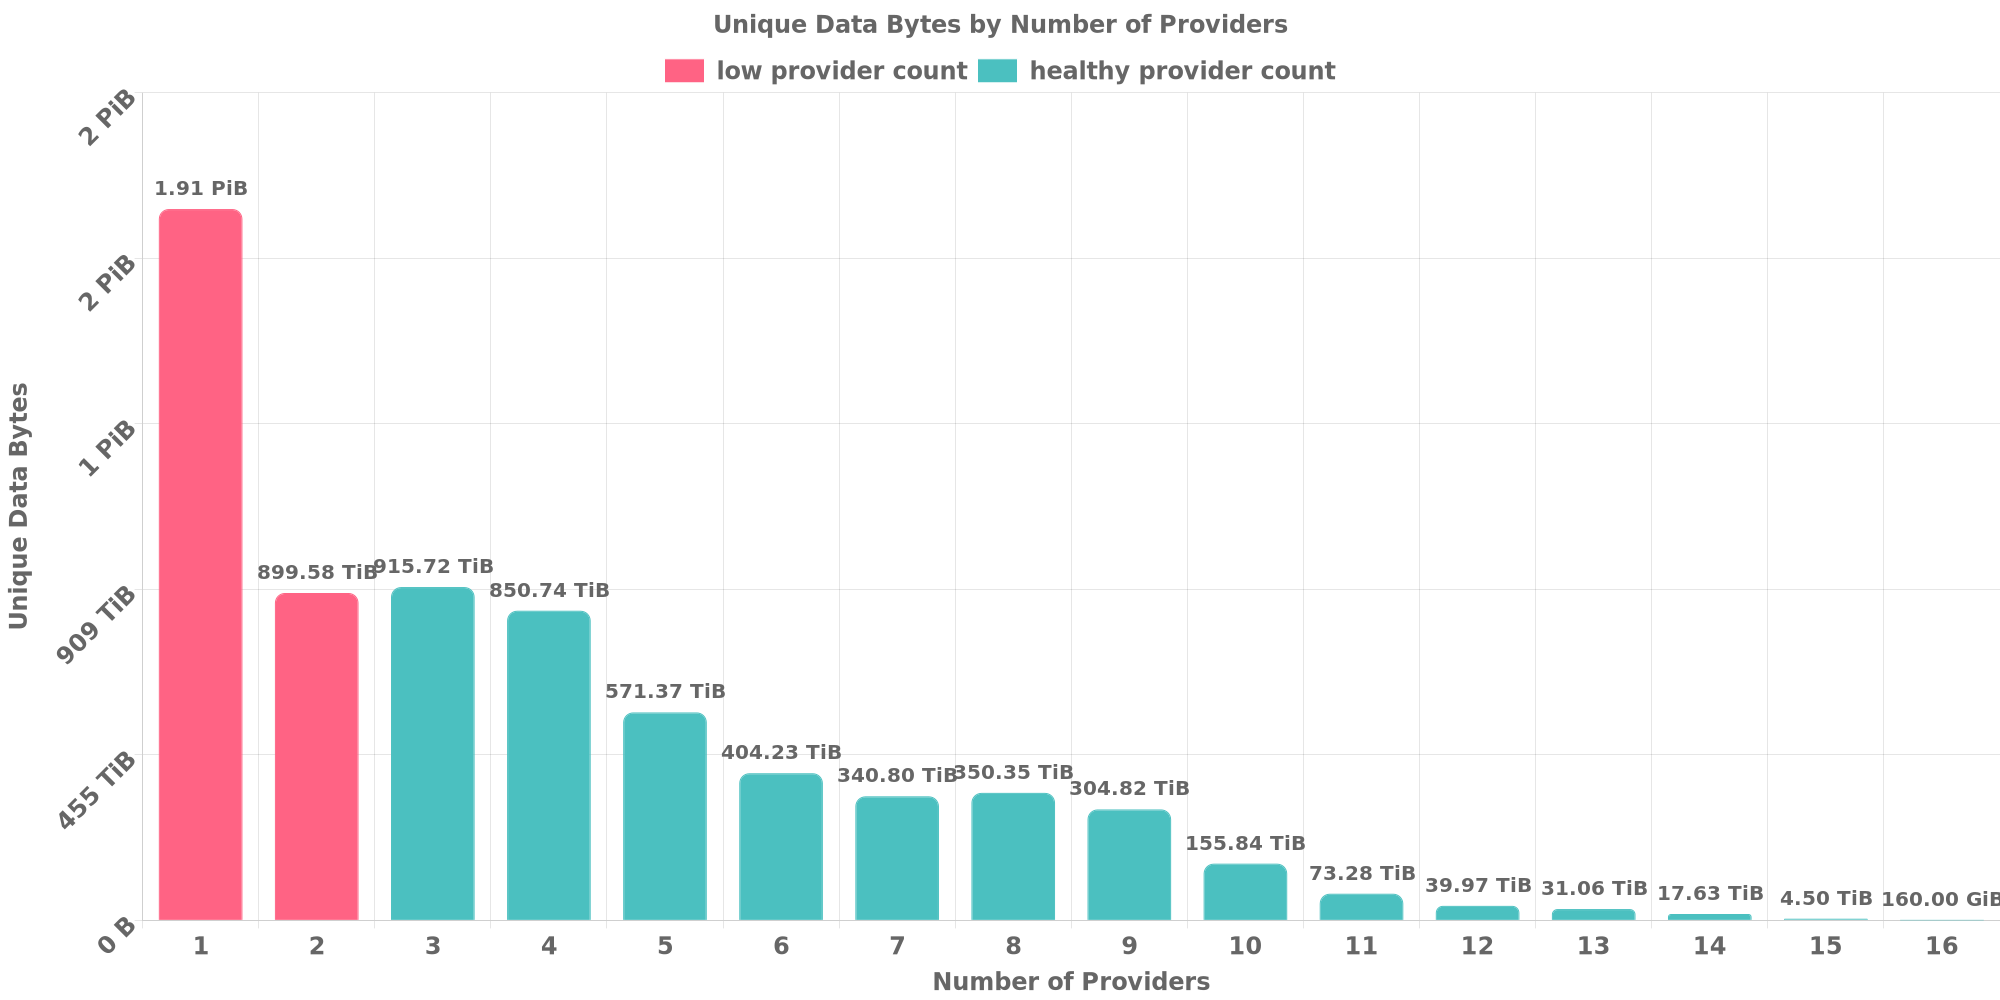 Unique Data Bytes by Number of Providers
low provider count healthy provider count
Unique Data Bytes
2 PiB
2 PiB
1 PiB
909 TiB
455 TiB
0 B
1.91 PiB
899.58 TiB
915.72 TiB
850.74 TiB
571.37 TiB
404.23 TiB
340.80 TiB
350.35 TiB
304.82 TiB
155.84 TiB
73.28 TiB
39.97 TiB
31.06 TiB
17.63 TiB
4.50 TiB
160.00 GiB
1 2 3 4 5 6 7 8 9 10 11 12 13 14 15 16
Number of Providers